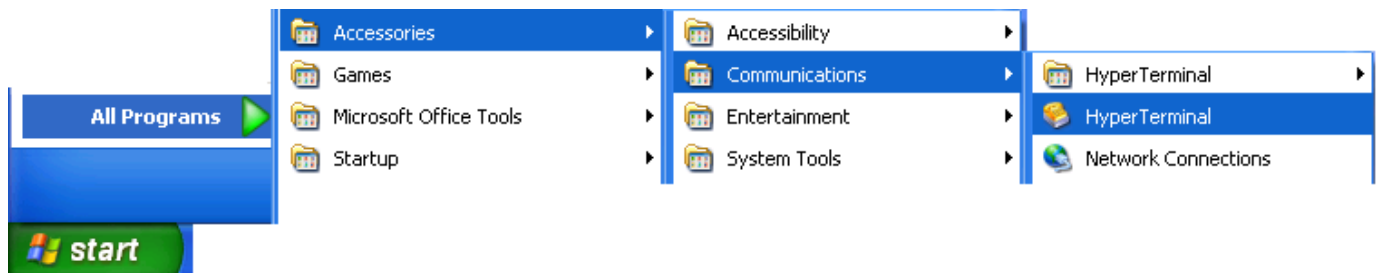 Accessories
Games
Microsoft Office Tools
Startup
Accessibility
Communications
Entertainment
System Tools
HyperTerminal
HyperTerminal
Network Connections
All Programs
start